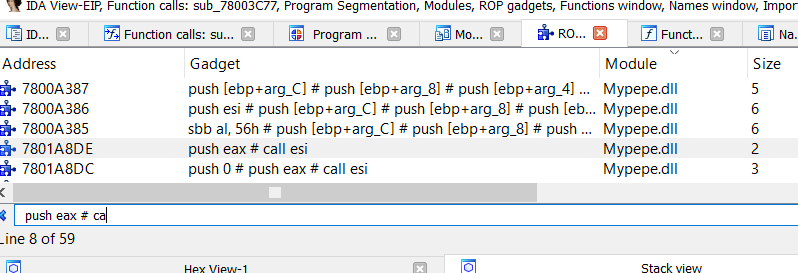 IDA View-EIP, Function calls: sub_78003C77, Program Segmentation, Modules, ROP gadgets, Functions window, Names window, Impor
ID... Function calls: su... Program ... Mo... RO... Funct... Na.
Address Gadget Module Size
7800A387 push [ebp+arg_C] # push [ebp+arg_8] # push [ebp+arg_4] ... Mypepe.dll 5
7800A386 push esi # push [ebp+arg_C] # push [ebp+arg_8] # push [eb... Mypepe.dll 6
7800A385 sbb al, 56h # push [ebp+arg_C] # push [ebp+arg_8] # push ... Mypepe.dll 6
7801A8DE push eax # call esi Mypepe.dll 2
7801A8DC push 0 # push eax # call esi Mypepe.dll 3
push eax # ca
Line 8 of 59
Hex View-1 Stack view